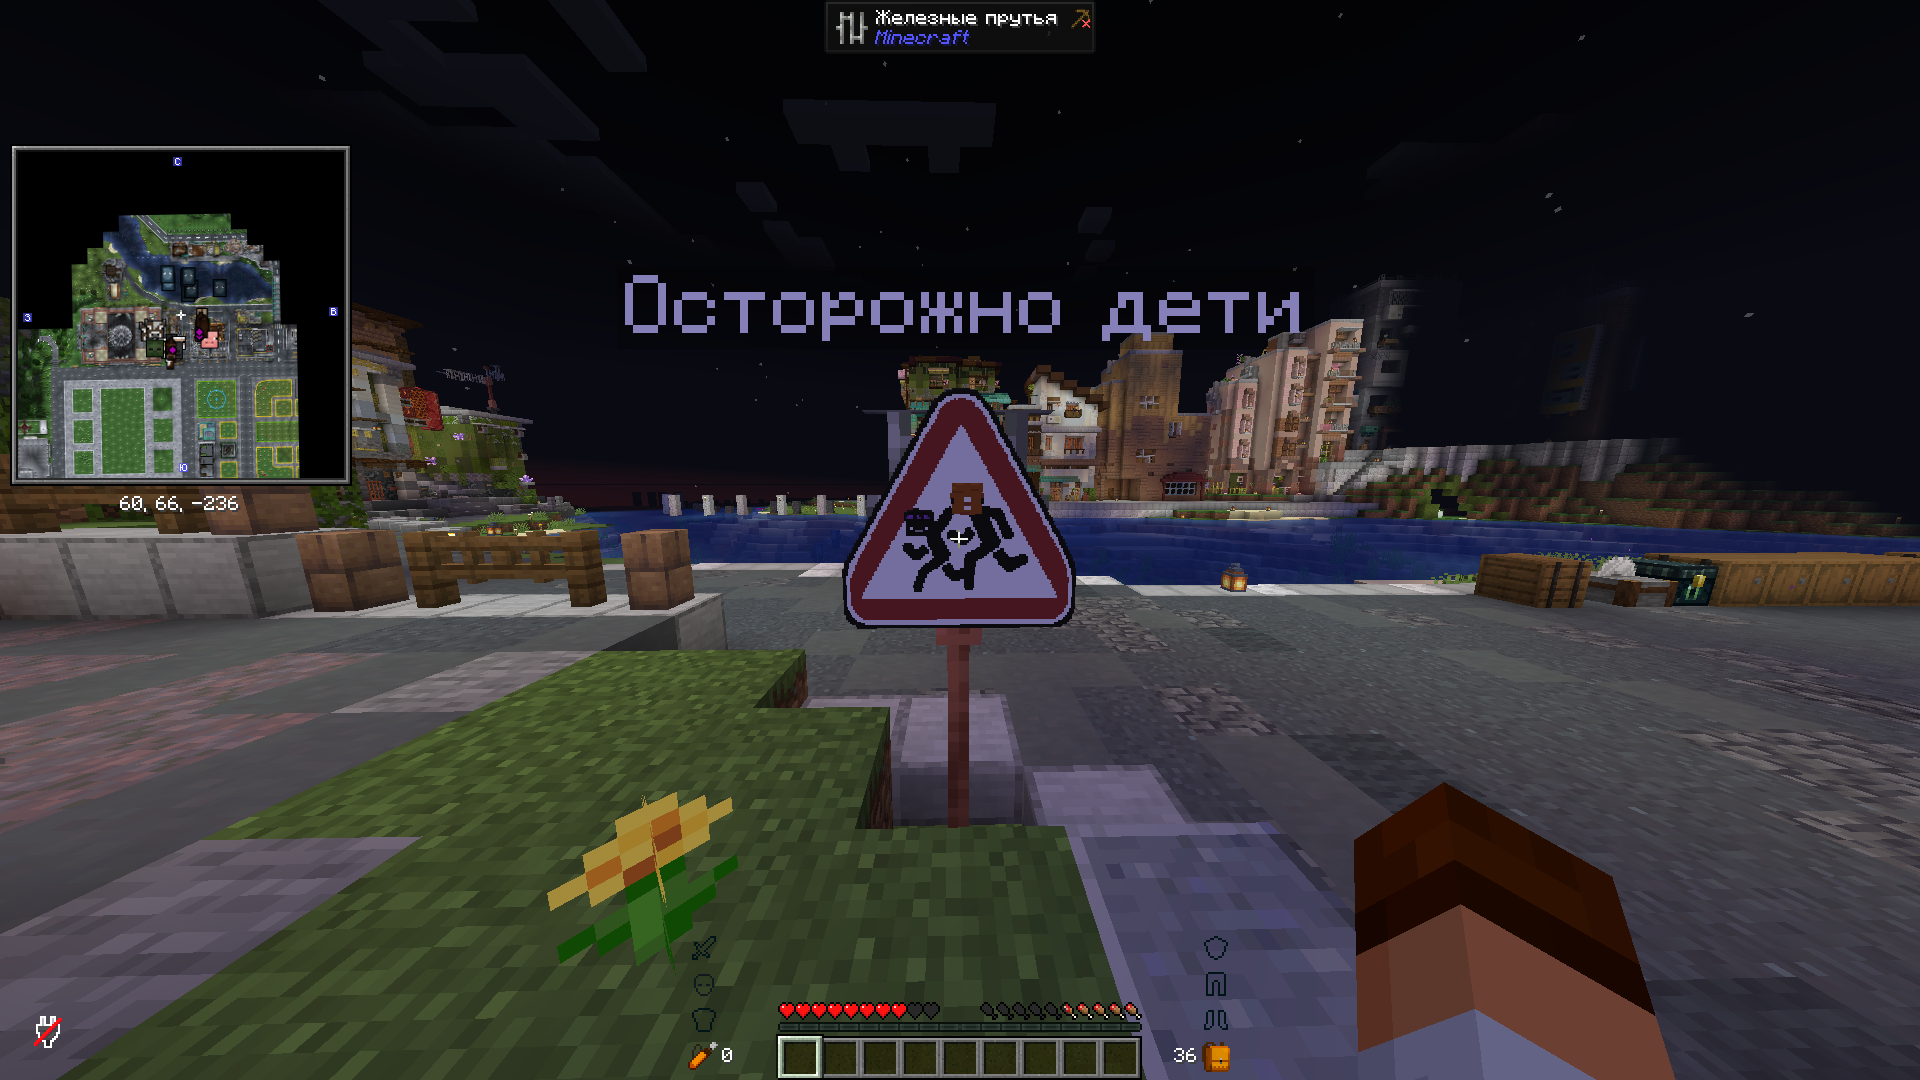 Железные прутья
Minecraft
С
З
В
Ю
60, 66, -236
Осторожно дети
0
36